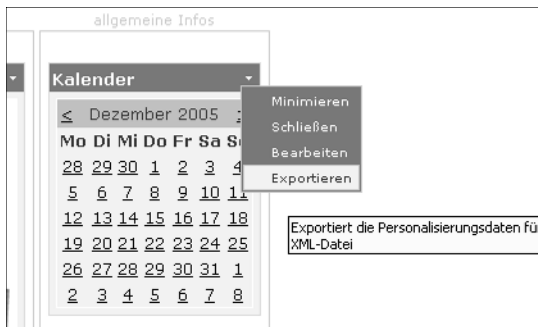 allgemeine Infos
Kalender
< Dezember 2005
Mo Di Mi Do Fr Sa
28 29 30 1 2 3 4
5 6 7 8 9 10 11
12 13 14 15 16 17 18
19 20 21 22 23 24 25
26 27 28 29 30 31 1
2 3 4 5 6 7 8
Minimieren
Schließen
Bearbeiten
Exportieren
Exportiert die Personalisierungsdaten fü
XML-Datei